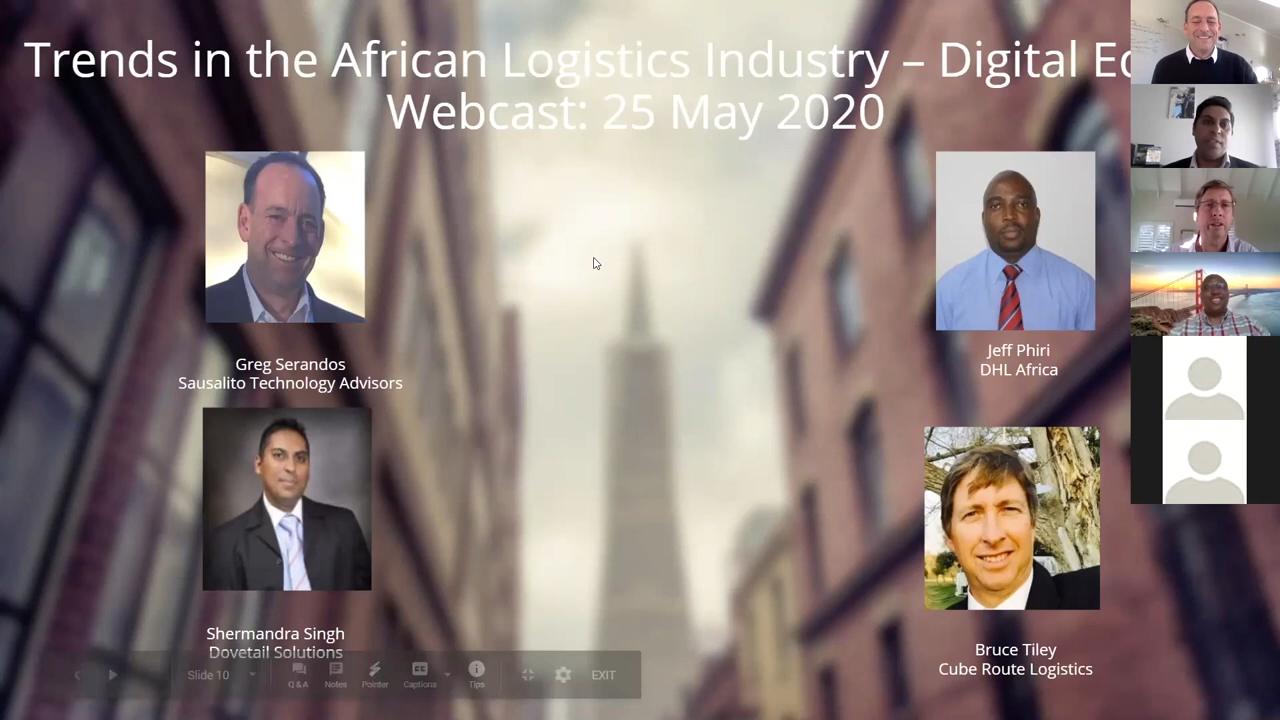 Trends in the African Logistics Industry – Digital Ec
Webcast: 25 May 2020
Greg Serandos
Sausalito Technology Advisors
Jeff Phiri
DHL Africa
Shermandra Singh
Dovetail Solutions
Bruce Tiley
Cube Route Logistics
Slide 10
Q & A
Notes
Pointer
Captions
Tips
EXIT